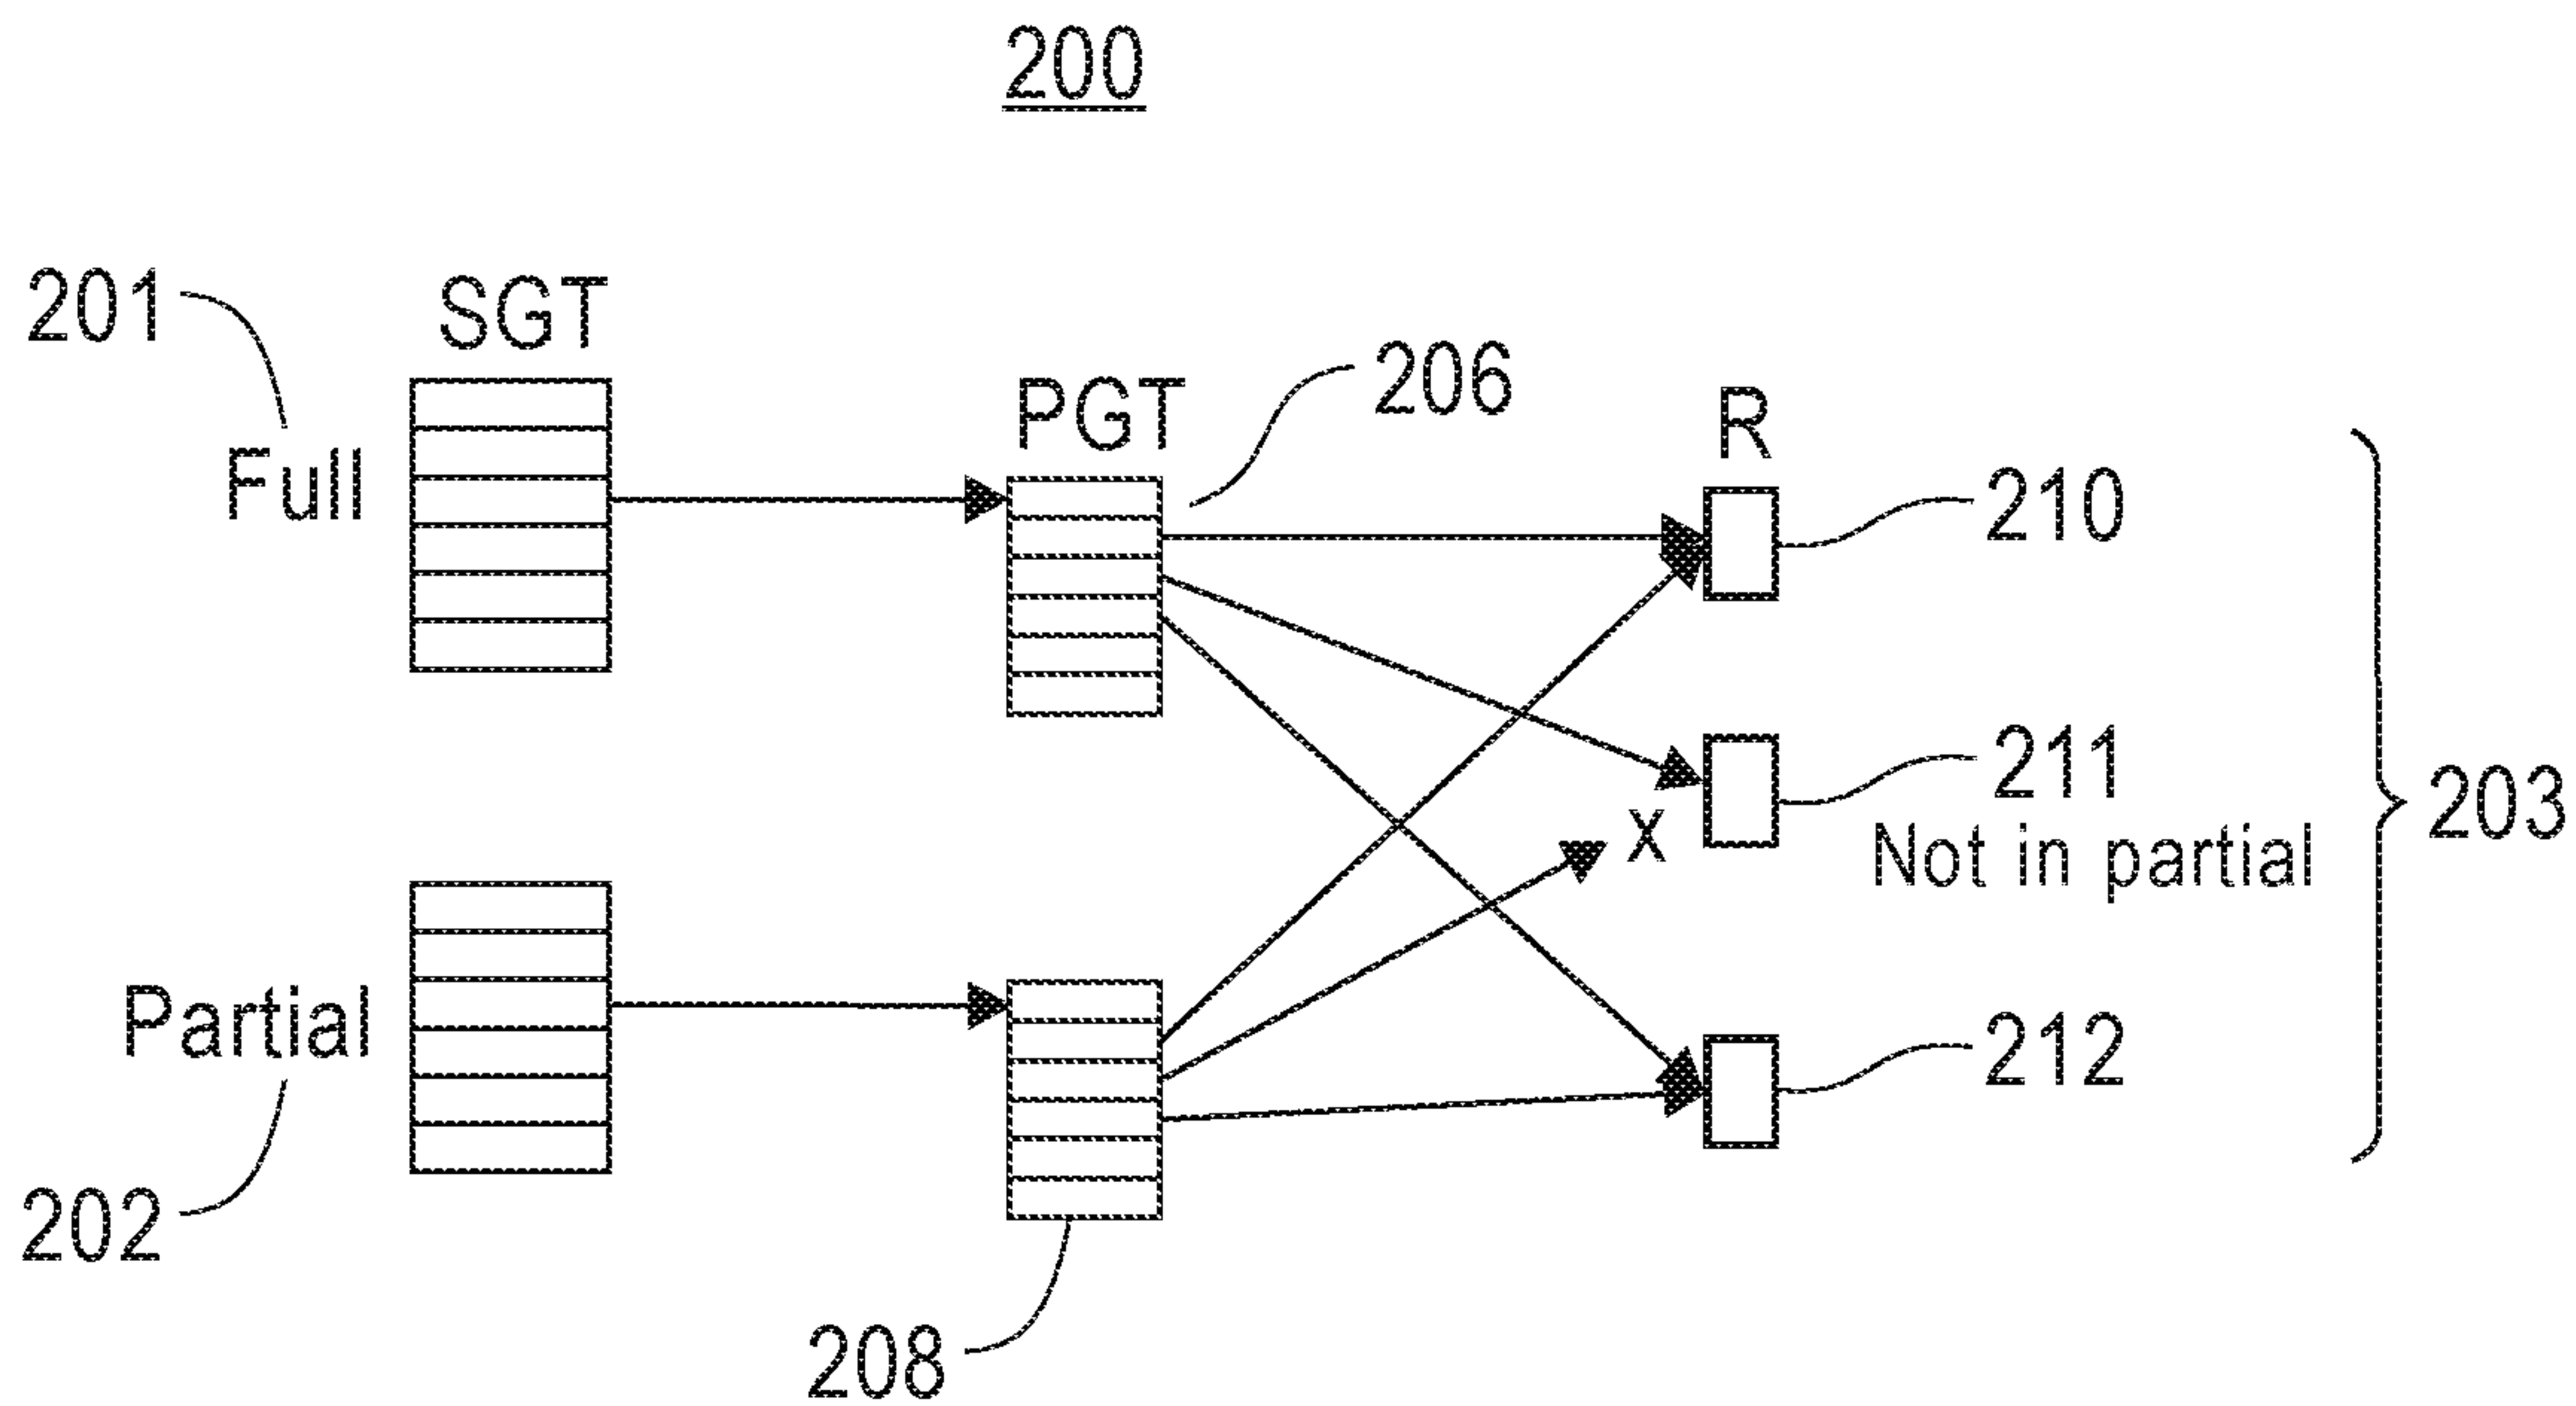 200
201
SGT
Full
PGT
206
R
210
211
Not in partial
X
203
Partial
202
212
208